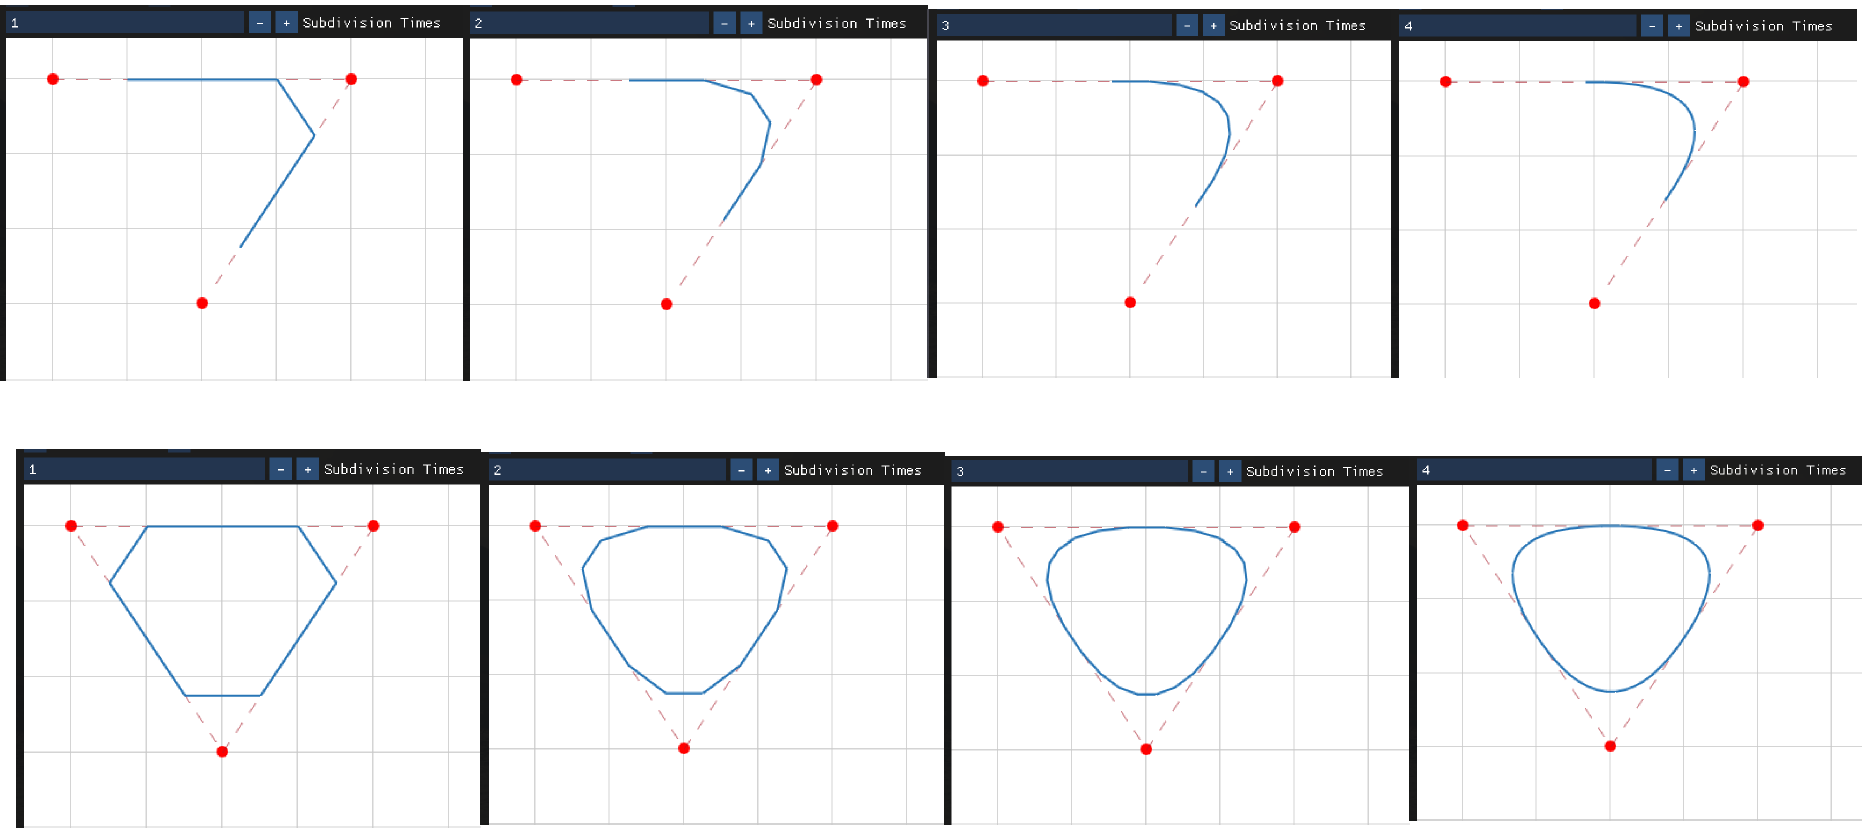 1 - + Subdivision Times
2 - + Subdivision Times
3 - + Subdivision Times
4 - + Subdivision Times
1 - + Subdivision Times
2 - + Subdivision Times
3 - + Subdivision Times
4 - + Subdivision Times